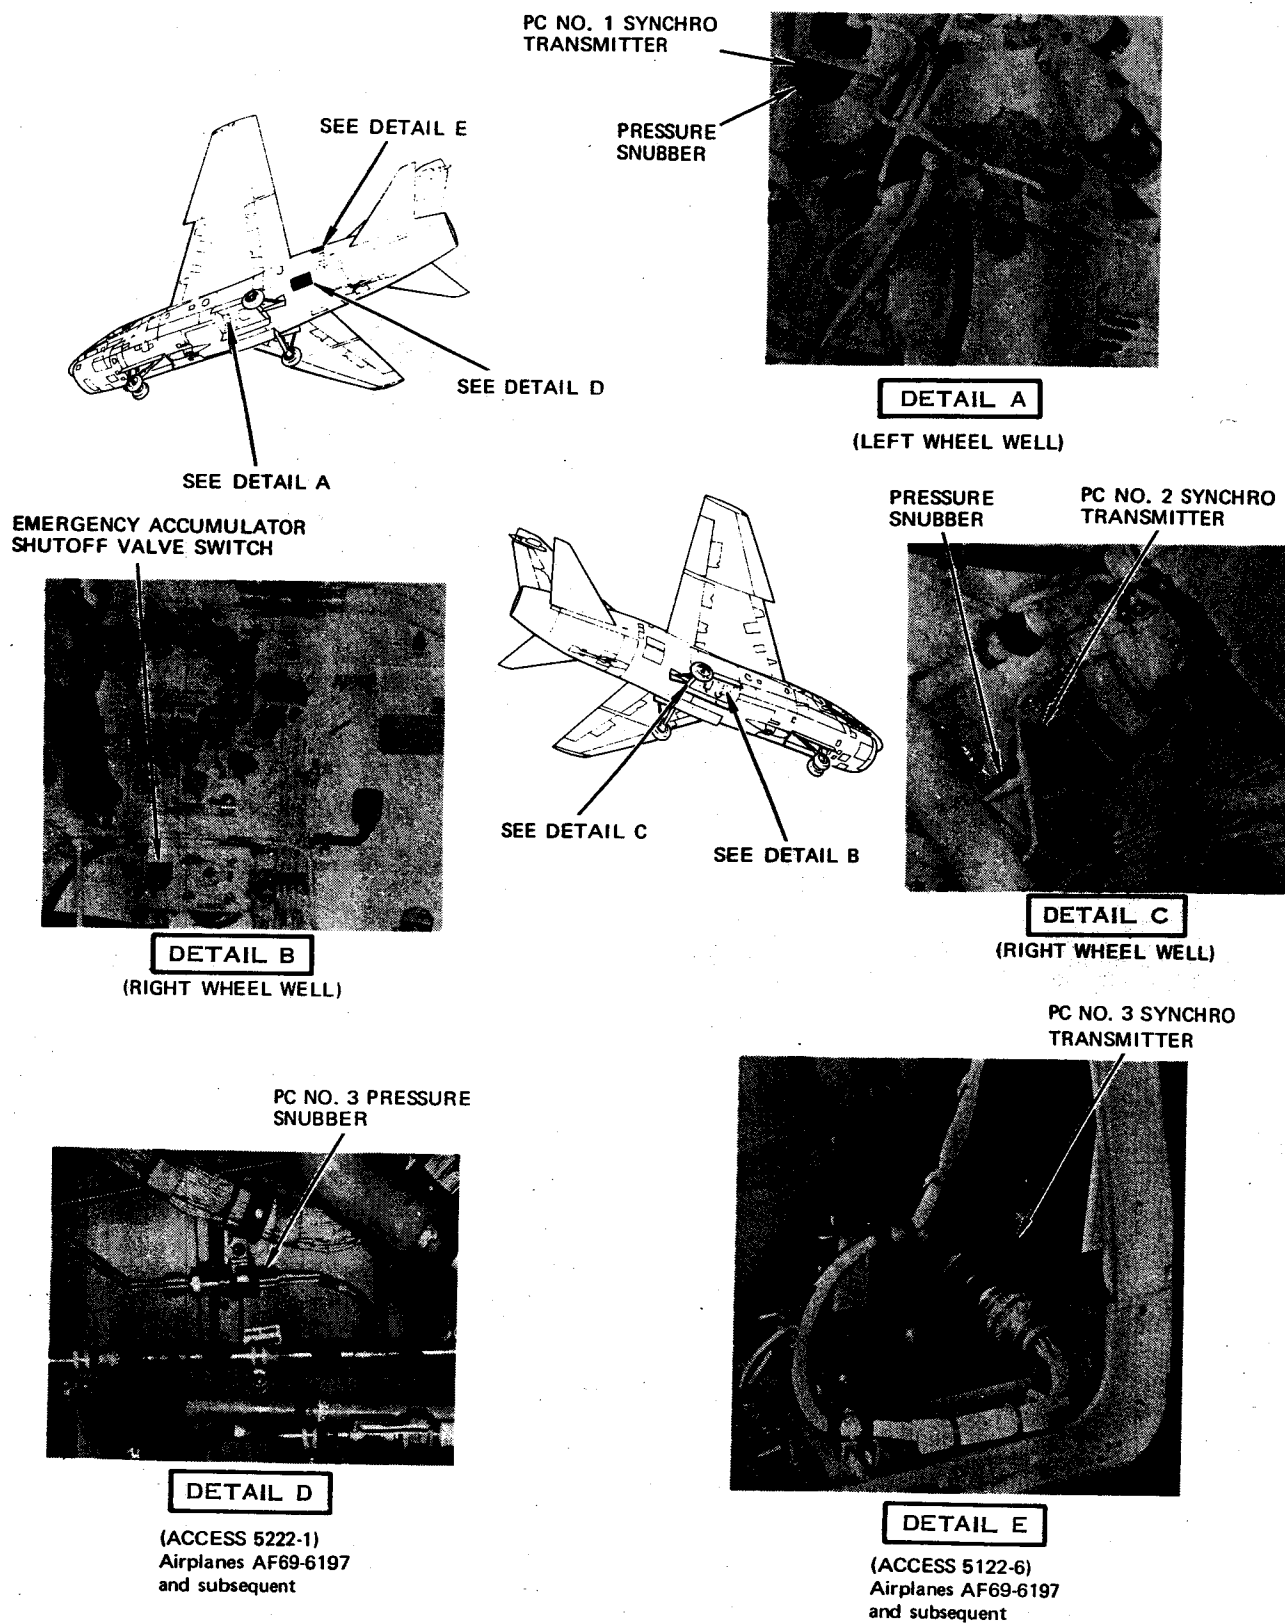 PC NO. 1 SYNCHRO
TRANSMITTER
PRESSURE
SNUBBER
SEE DETAIL E
SEE DETAIL D
SEE DETAIL A
DETAIL A
(LEFT WHEEL WELL)
EMERGENCY ACCUMULATOR
SHUTOFF VALVE SWITCH
PRESSURE
SNUBBER
PC NO. 2 SYNCHRO
TRANSMITTER
SEE DETAIL C
SEE DETAIL B
DETAIL B
(RIGHT WHEEL WELL)
DETAIL C
(RIGHT WHEEL WELL)
PC NO. 3 PRESSURE
SNUBBER
PC NO. 3 SYNCHRO
TRANSMITTER
DETAIL D
(ACCESS 5222-1)
Airplanes AF69-6197
and subsequent
DETAIL E
(ACCESS 5122-6)
Airplanes AF69-6197
and subsequent